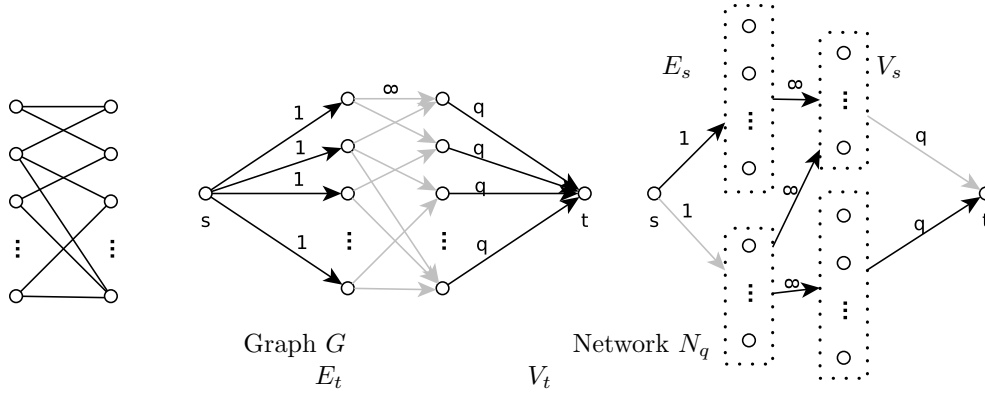 ∞
1
q
1
q
1
q
s
t
1
q
E_s
V_s
∞
1
q
∞
s
t
1
q
∞
Graph G
Network N_q
E_t
V_t